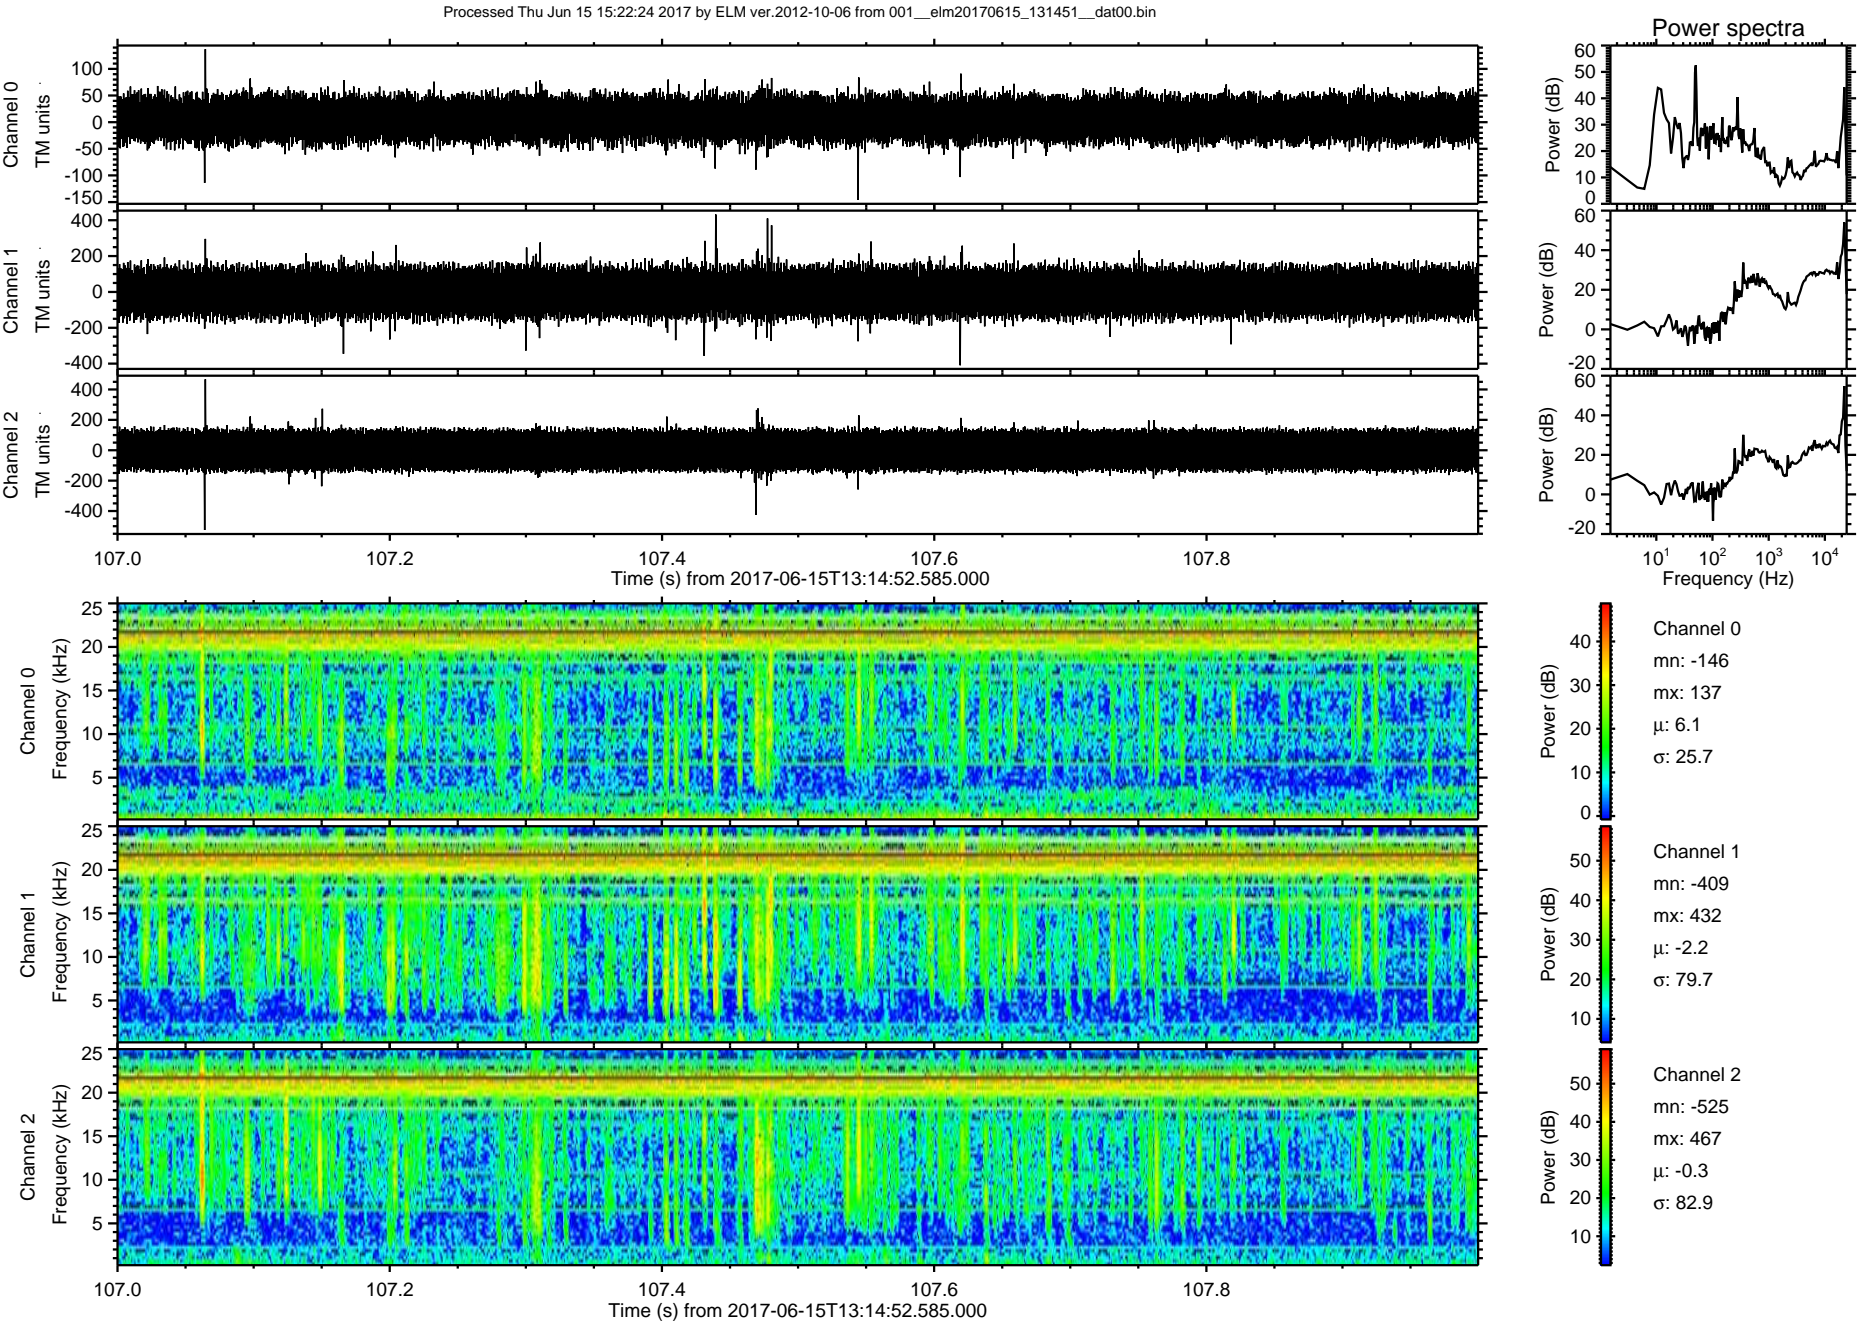 Processed Thu Jun 15 15:22:24 2017 by ELM ver.2012-10-06 from 001__elm20170615_131451__dat00.bin
Power spectra
Channel 0
TM units
100
50
0
-50
-100
-150
Power (dB)
60
50
40
30
20
10
0
Channel 1
TM units
400
200
0
-200
-400
Power (dB)
60
40
20
0
-20
Channel 2
TM units
400
200
0
-200
-400
Power (dB)
60
40
20
0
-20
107.0 107.2 107.4 107.6 107.8
Time (s) from 2017-06-15T13:14:52.585.000
10^1 10^2 10^3 10^4
Frequency (Hz)
Channel 0
Frequency (kHz)
25
20
15
10
5
Power (dB)
40
30
20
10
0
Channel 0
mn: -146
mx: 137
μ: 6.1
σ: 25.7
Channel 1
Frequency (kHz)
25
20
15
10
5
Power (dB)
50
40
30
20
10
Channel 1
mn: -409
mx: 432
μ: -2.2
σ: 79.7
Channel 2
Frequency (kHz)
25
20
15
10
5
Power (dB)
50
40
30
20
10
Channel 2
mn: -525
mx: 467
μ: -0.3
σ: 82.9
107.0 107.2 107.4 107.6 107.8
Time (s) from 2017-06-15T13:14:52.585.000